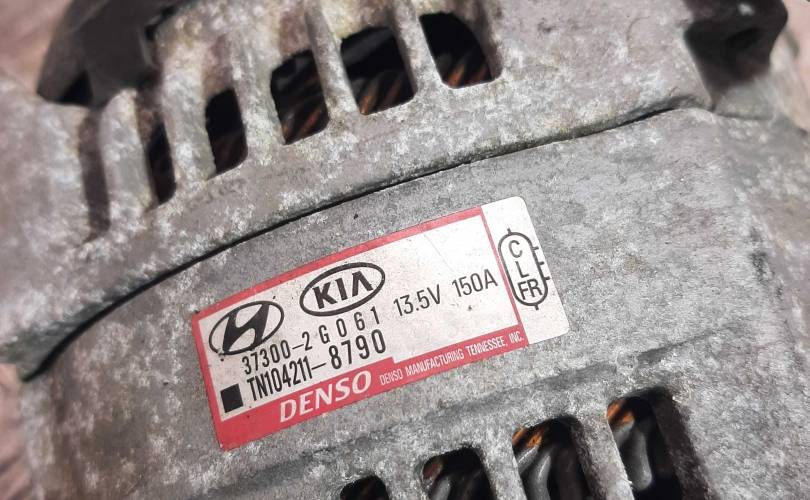 KIA
37300-2G061 13.5V 150A
TN104211-8790
DENSO DENSO MANUFACTURING TENNESSEE, INC.
C
L
FR